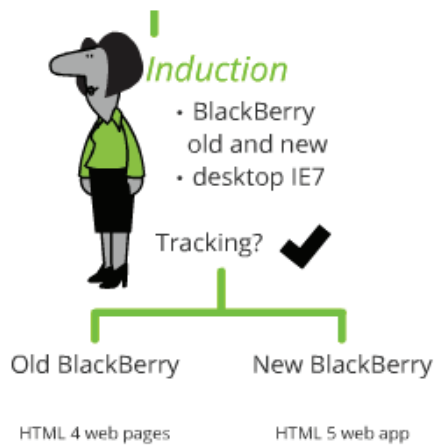 Induction
• BlackBerry
old and new
• desktop IE7
Tracking?
Old BlackBerry
New BlackBerry
HTML 4 web pages
HTML 5 web app